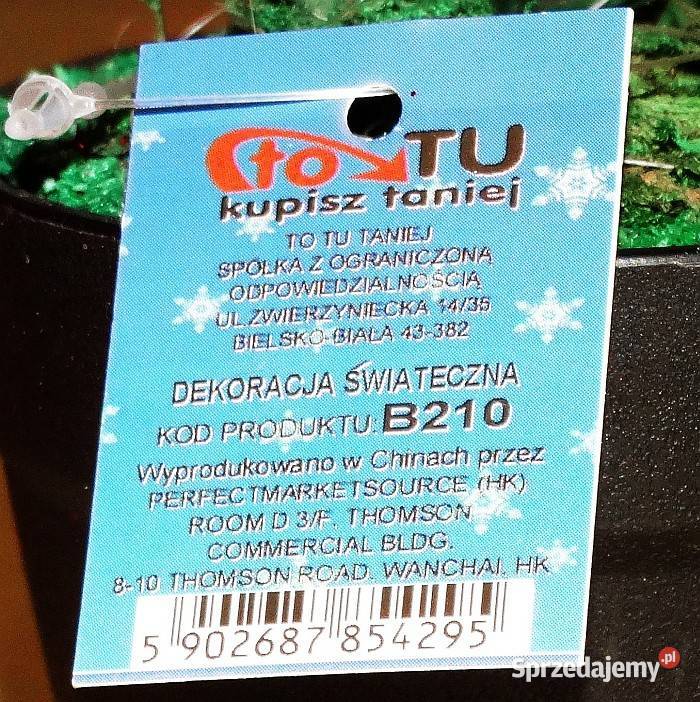 to TU
kupisz taniej
TO TU TANIEJ
SPÓŁKA Z OGRANICZONĄ
ODPOWIEDZIALNOŚCIĄ
UL.ZWIERZYNIECKA 14/35
BIELSKO-BIAŁA 43-382
DEKORACJA ŚWIATECZNA
KOD PRODUKTU: B210
Wyprodukowano w Chinach przez
PERFECTMARKETSOURCE (HK)
ROOM D 3/F. THOMSON
COMMERCIAL BLDG.
8-10 THOMSON ROAD. WANCHAI. HK
5 902687 854295
Sprzedajemy.pl